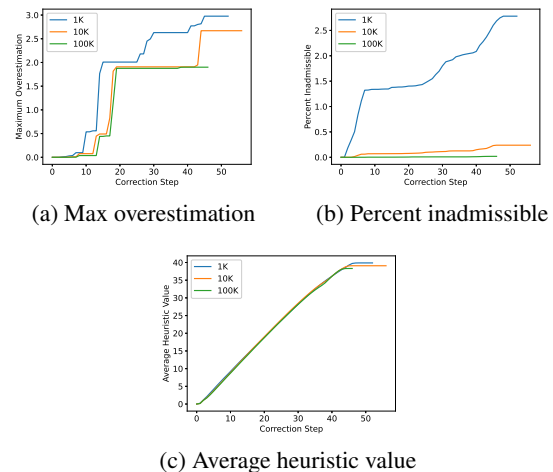 3.0
2.5
2.0
1.5
1.0
0.5
0.0
Maximum Overestimation
1K
10K
100K
0 10 20 30 40 50
Correction Step
(a) Max overestimation
2.5
2.0
1.5
1.0
0.5
0.0
Percent Inadmissible
1K
10K
100K
0 10 20 30 40 50
Correction Step
(b) Percent inadmissible
40
35
30
25
20
15
10
5
0
Average Heuristic Value
1K
10K
100K
0 10 20 30 40 50
Correction Step
(c) Average heuristic value